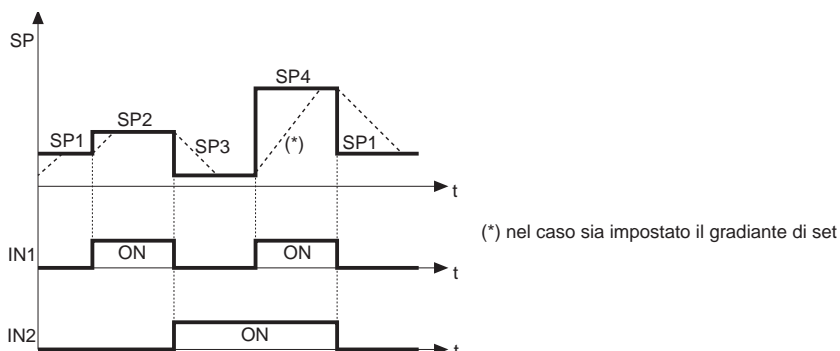 SP
SP4
SP2
SP1
SP3
(*)
SP1
t
(*) nel caso sia impostato il gradiante di set
IN1
ON
ON
t
IN2
ON
t